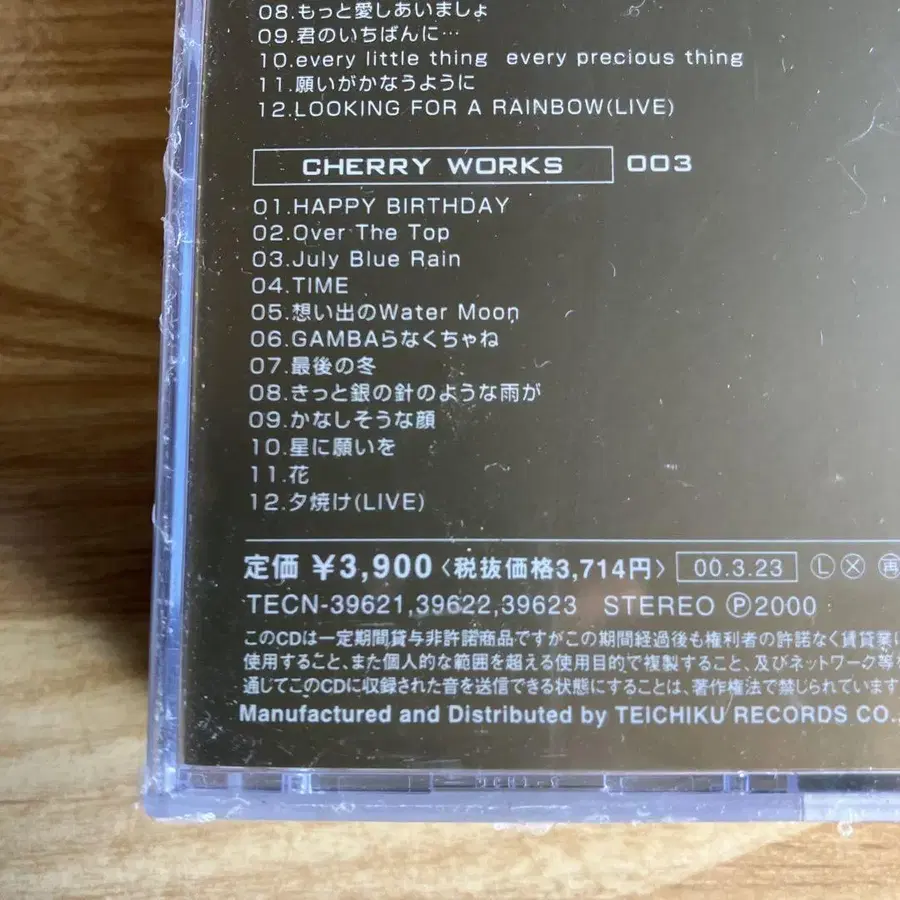 08.もっと愛しあいましょ
09.君のいちばんに…
10.every little thing every precious thing
11.願いがかなうように
12.LOOKING FOR A RAINBOW(LIVE)
CHERRY WORKS 003
01.HAPPY BIRTHDAY
02.Over The Top
03.July Blue Rain
04.TIME
05.想い出のWater Moon
06.GAMBAらなくちゃね
07.最後の冬
08.きっと銀の針のような雨が
09.かなしそうな顔
10.星に願いを
11.花
12.夕焼け(LIVE)
定価 ¥3,900〈税抜価格3,714円〉 00.3.23 Ⓛ Ⓧ 再
TECN-39621,39622,39623 STEREO Ⓟ2000
このCDは一定期間貸与非許諾商品ですがこの期間経過後も権利者の許諾なく賃貸業に
使用すること、また個人的な範囲を超える使用目的で複製すること、及びネットワーク等を
通じてこのCDに収録された音を送信できる状態にすることは、著作権法で禁じられています
Manufactured and Distributed by TEICHIKU RECORDS CO.,